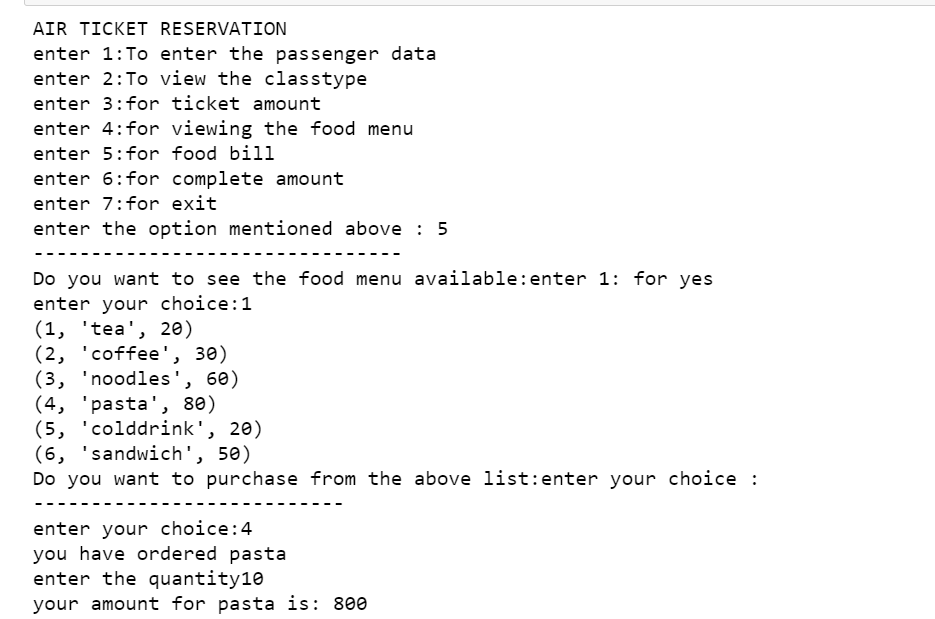 AIR TICKET RESERVATION
enter 1:To enter the passenger data
enter 2:To view the classtype
enter 3:for ticket amount
enter 4:for viewing the food menu
enter 5:for food bill
enter 6:for complete amount
enter 7:for exit
enter the option mentioned above : 5
--------------------------------
Do you want to see the food menu available:enter 1: for yes
enter your choice:1
(1, 'tea', 20)
(2, 'coffee', 30)
(3, 'noodles', 60)
(4, 'pasta', 80)
(5, 'colddrink', 20)
(6, 'sandwich', 50)
Do you want to purchase from the above list:enter your choice :
---------------------------
enter your choice:4
you have ordered pasta
enter the quantity10
your amount for pasta is: 800